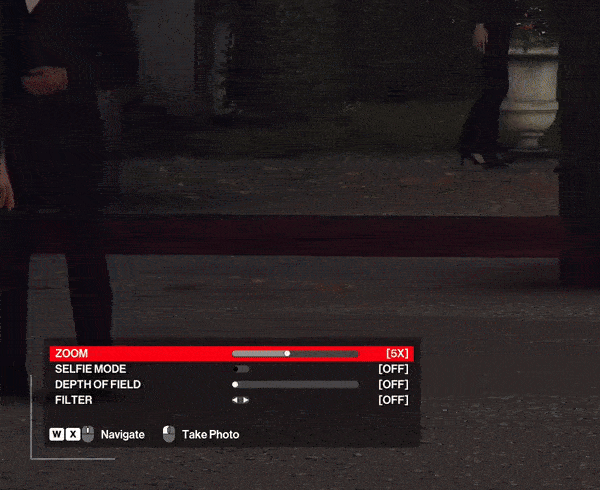 ZOOM [5X]
SELFIE MODE [OFF]
DEPTH OF FIELD [OFF]
FILTER [OFF]
W X Navigate Take Photo